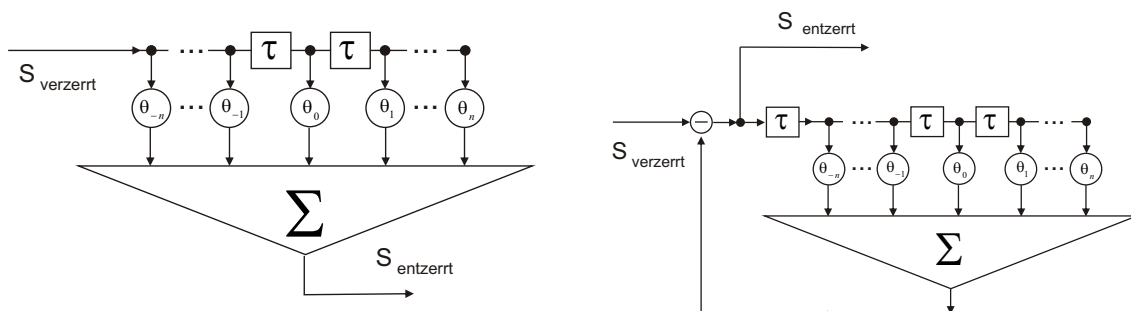 τ τ
S verzerrt
θ-n ... θ-1 θ0 θ1 ... θn
Σ
S entzerrt
S entzerrt
− τ ... τ τ ...
S verzerrt
θ-n ... θ-1 θ0 θ1 ... θn
Σ